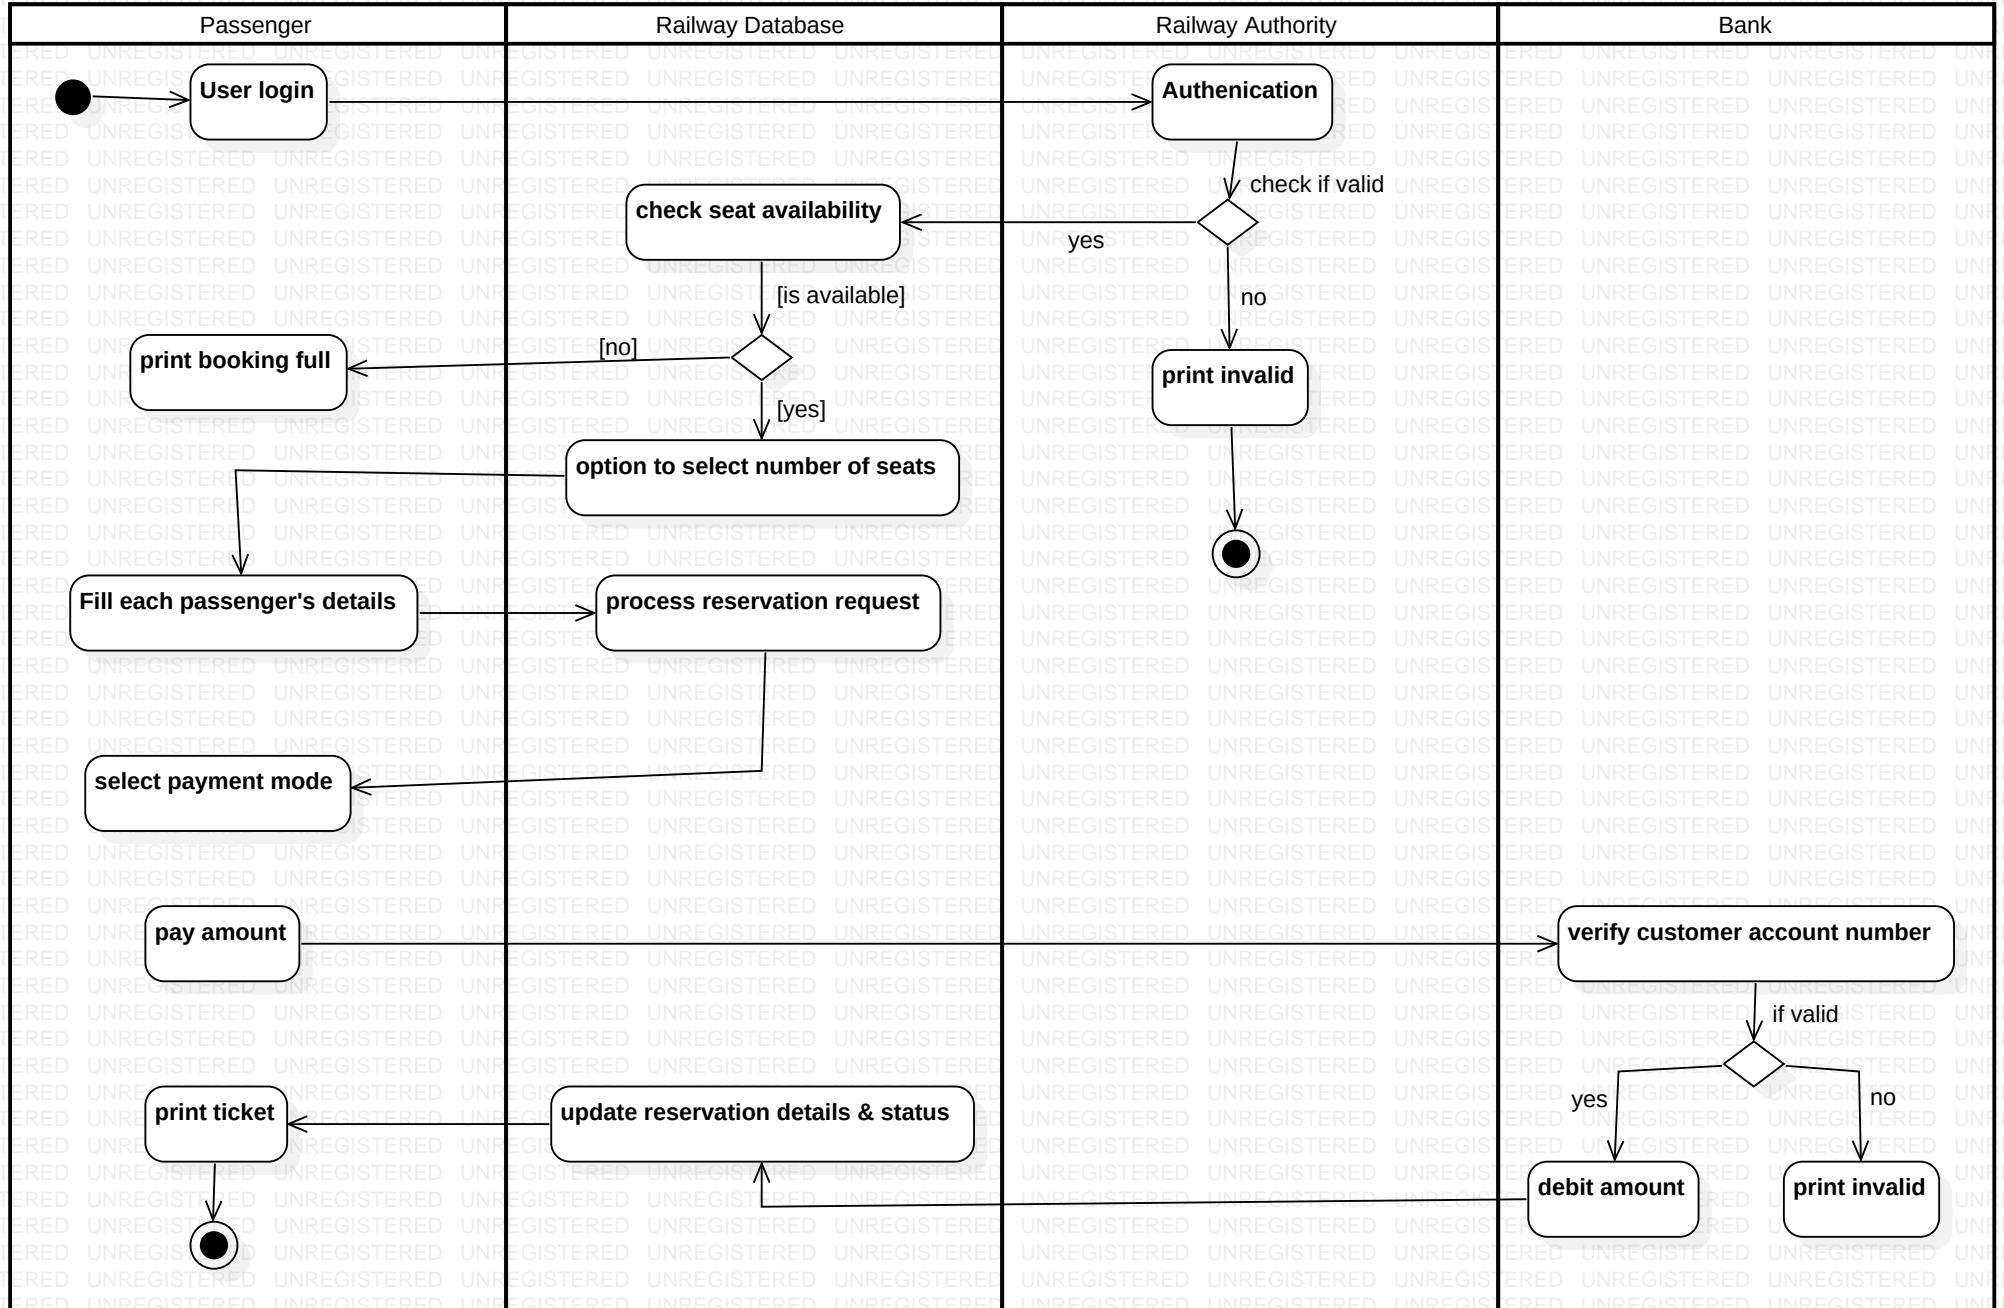 Passenger
Railway Database
Railway Authority
Bank
User login
Authenication
check if valid
check seat availability
yes
[is available]
no
[no]
print booking full
print invalid
[yes]
option to select number of seats
Fill each passenger's details
process reservation request
select payment mode
pay amount
verify customer account number
if valid
yes
no
print ticket
update reservation details & status
debit amount
print invalid
UNREGISTERED